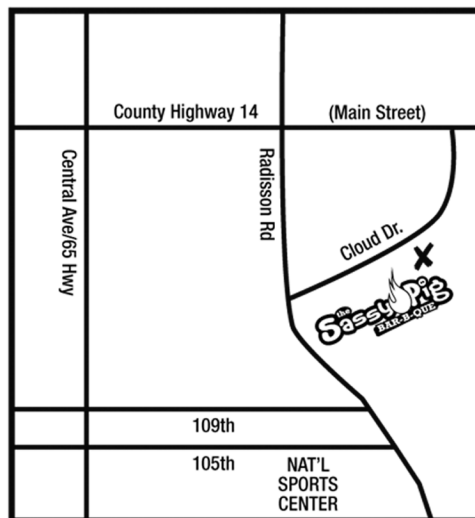 County Highway 14
(Main Street)
Central Ave/65 Hwy
Radisson Rd
Cloud Dr.
X
the
Sassy Pig
BAR-B-QUE
109th
105th
NAT'L
SPORTS
CENTER